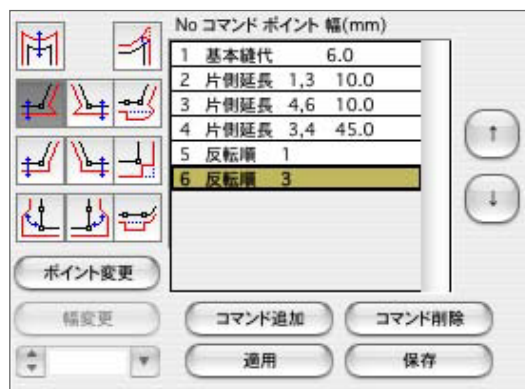 No コマンド ポイント 幅(mm)
1 基本縫代 6.0
2 片側延長 1,3 10.0
3 片側延長 4,6 10.0
4 片側延長 3,4 45.0
5 反転順 1
6 反転順 3
↑
↓
ポイント変更
幅変更
コマンド追加
コマンド削除
適用
保存